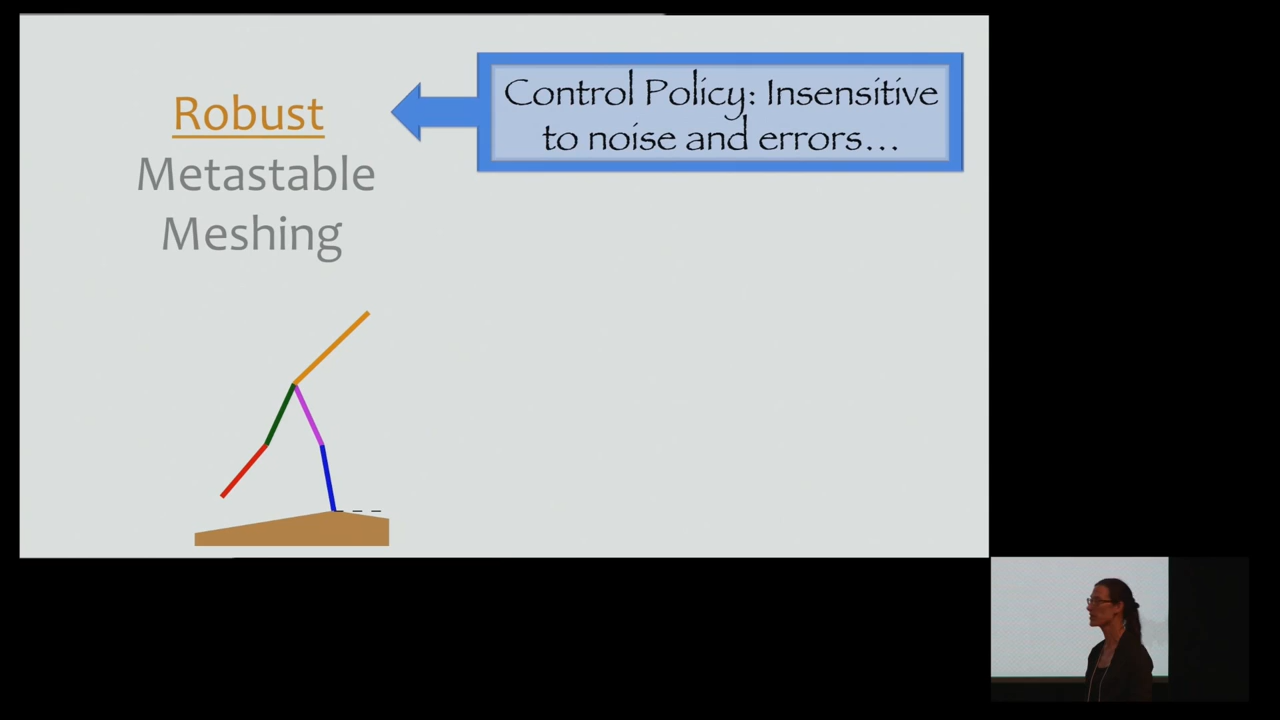 Robust
Metastable
Meshing
Control Policy: Insensitive
to noise and errors…